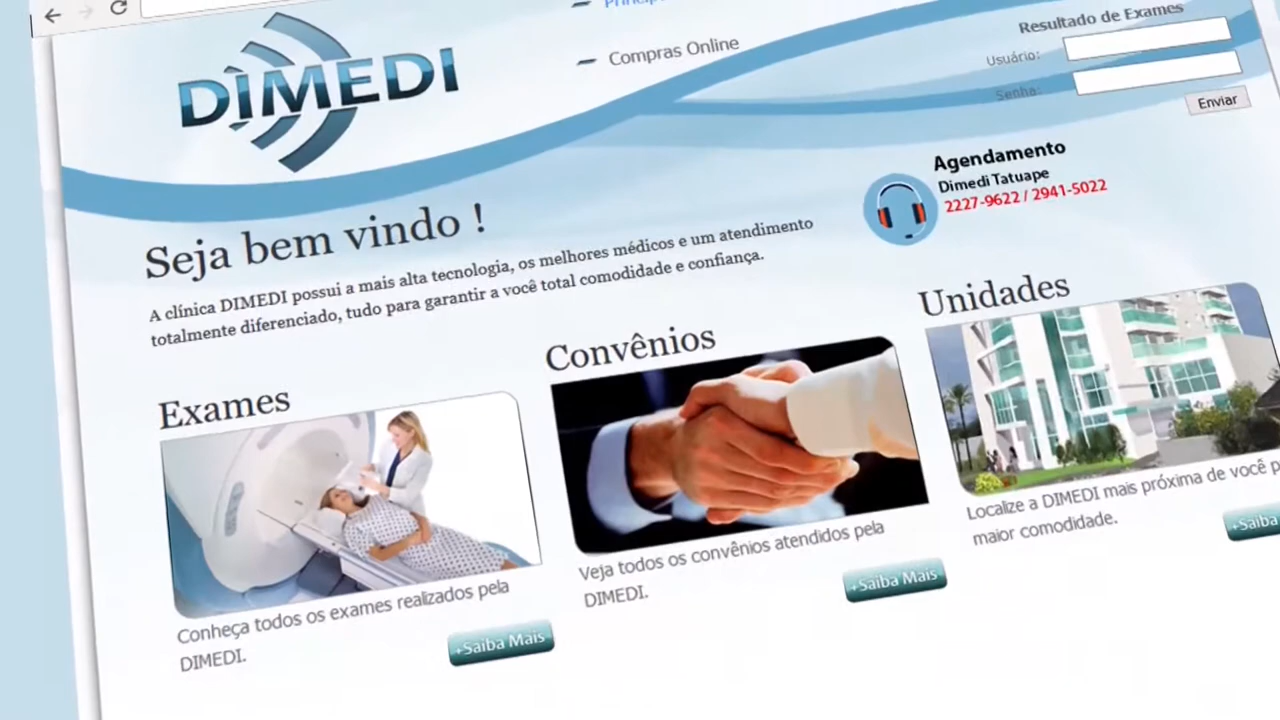 DIMEDI
Compras Online
Resultado de Exames
Usuário:
Senha:
Enviar
Agendamento
Dimedi Tatuape
2227-9622 / 2941-5022
Seja bem vindo !
A clínica DIMEDI possui a mais alta tecnologia, os melhores médicos e um atendimento
totalmente diferenciado, tudo para garantir a você total comodidade e confiança.
Exames
Conheça todos os exames realizados pela
DIMEDI.
+Saiba Mais
Convênios
Veja todos os convênios atendidos pela
DIMEDI.
+Saiba Mais
Unidades
Localize a DIMEDI mais próxima de você p
maior comodidade.
+Saiba